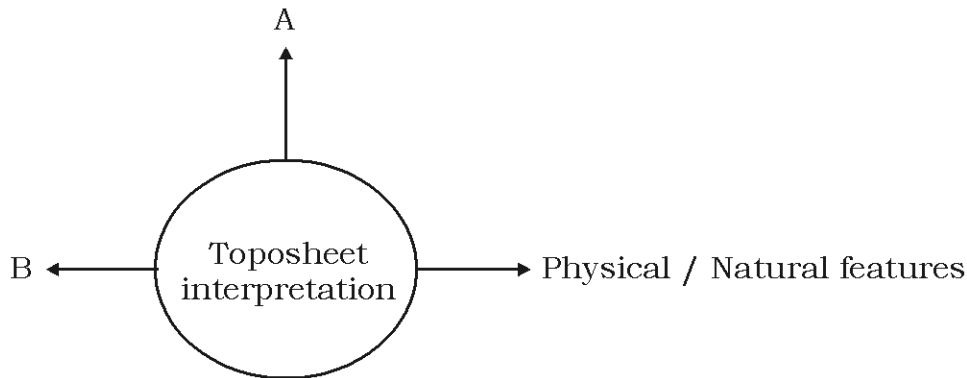 A
B
Toposheet
interpretation
Physical / Natural features